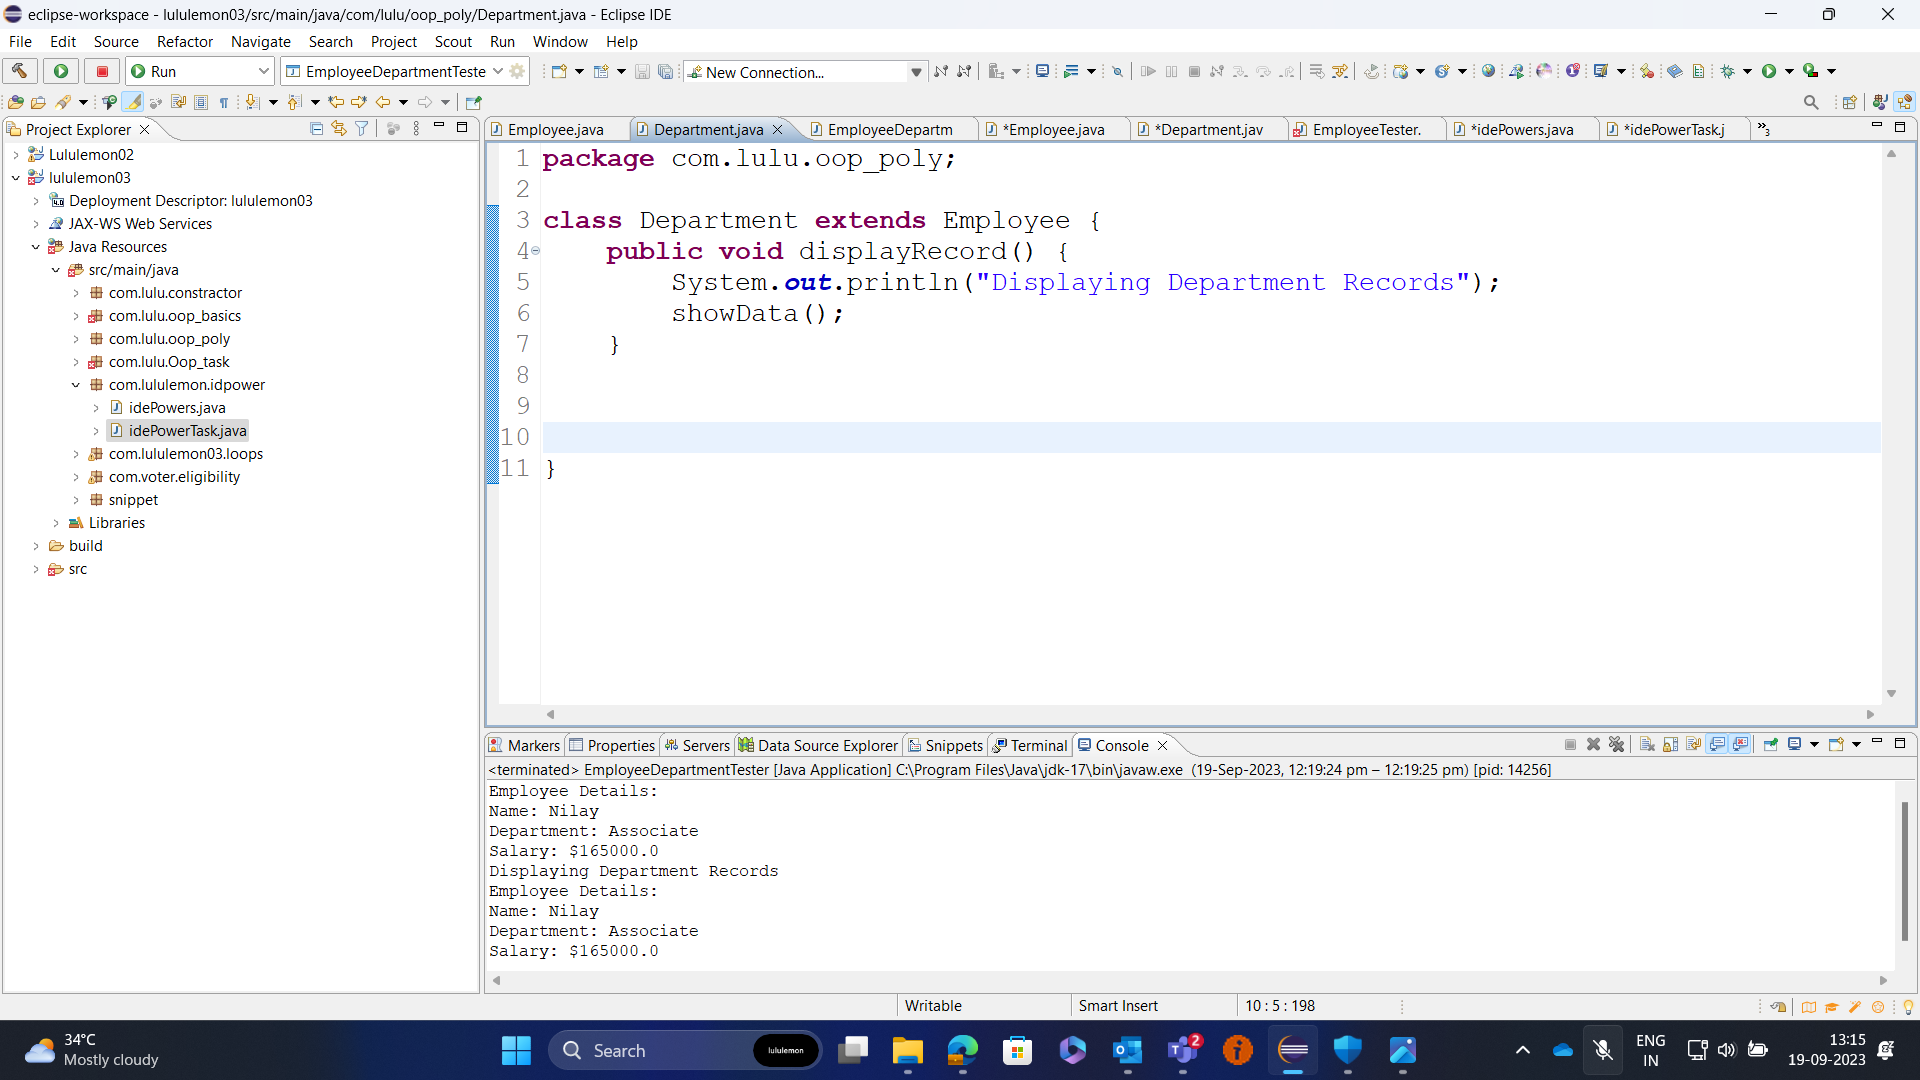 eclipse-workspace - lululemon03/src/main/java/com/lulu/oop_poly/Department.java - Eclipse IDE
File Edit Source Refactor Navigate Search Project Scout Run Window Help
Run EmployeeDepartmentTeste New Connection...
Project Explorer
Employee.java Department.java EmployeeDepartm *Employee.java *Department.jav EmployeeTester. *idePowers.java *idePowerTask.j »3
Lululemon02
lululemon03
Deployment Descriptor: lululemon03
JAX-WS Web Services
Java Resources
src/main/java
com.lulu.constractor
com.lulu.oop_basics
com.lulu.oop_poly
com.lulu.Oop_task
com.lululemon.idpower
idePowers.java
idePowerTask.java
com.lululemon03.loops
com.voter.eligibility
snippet
Libraries
build
src
1 package com.lulu.oop_poly;
2
3 class Department extends Employee {
4 public void displayRecord() {
5 System.out.println("Displaying Department Records");
6 showData();
7 }
8
9
10
11 }
Markers Properties Servers Data Source Explorer Snippets Terminal Console
<terminated> EmployeeDepartmentTester [Java Application] C:\Program Files\Java\jdk-17\bin\javaw.exe (19-Sep-2023, 12:19:24 pm – 12:19:25 pm) [pid: 14256]
Employee Details:
Name: Nilay
Department: Associate
Salary: $165000.0
Displaying Department Records
Employee Details:
Name: Nilay
Department: Associate
Salary: $165000.0
Writable Smart Insert 10 : 5 : 198
34°C
Mostly cloudy
Search lululemon
2
ENG
IN
13:15
19-09-2023